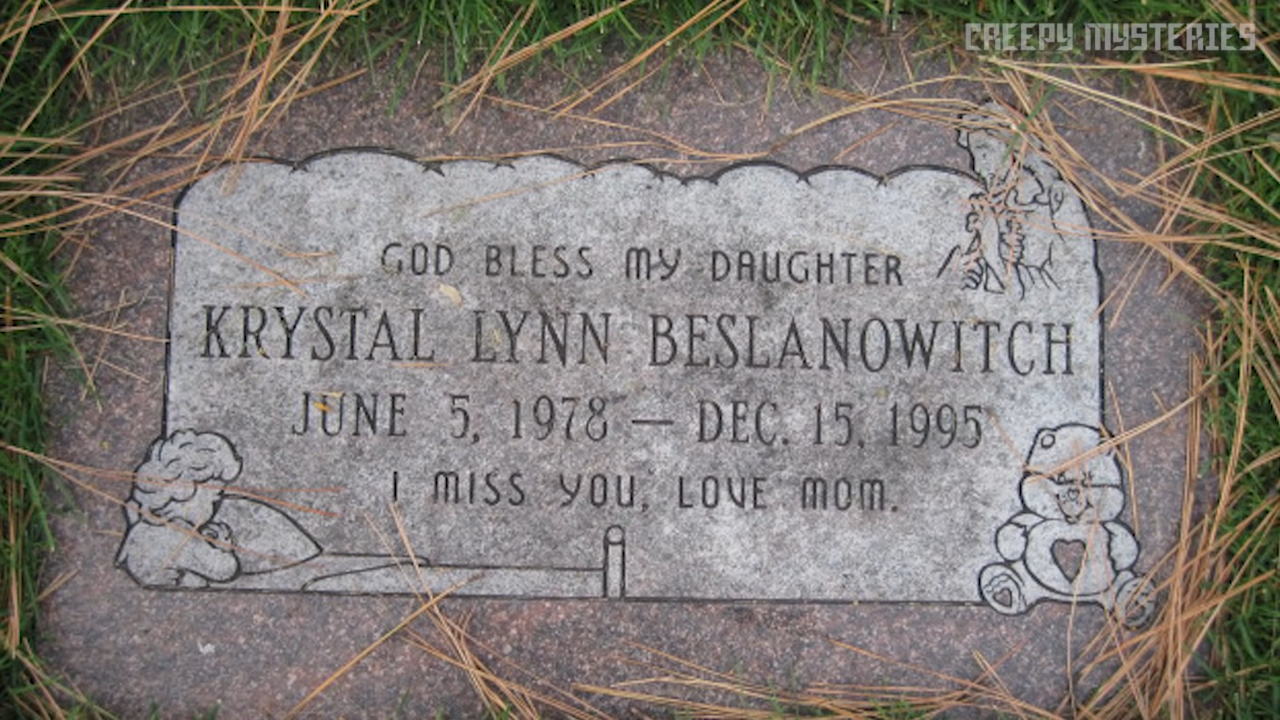 CREEPY MYSTERIES
GOD BLESS MY DAUGHTER
KRYSTAL LYNN BESLANOWITCH
JUNE 5, 1978 — DEC. 15, 1995
I MISS YOU, LOVE MOM.